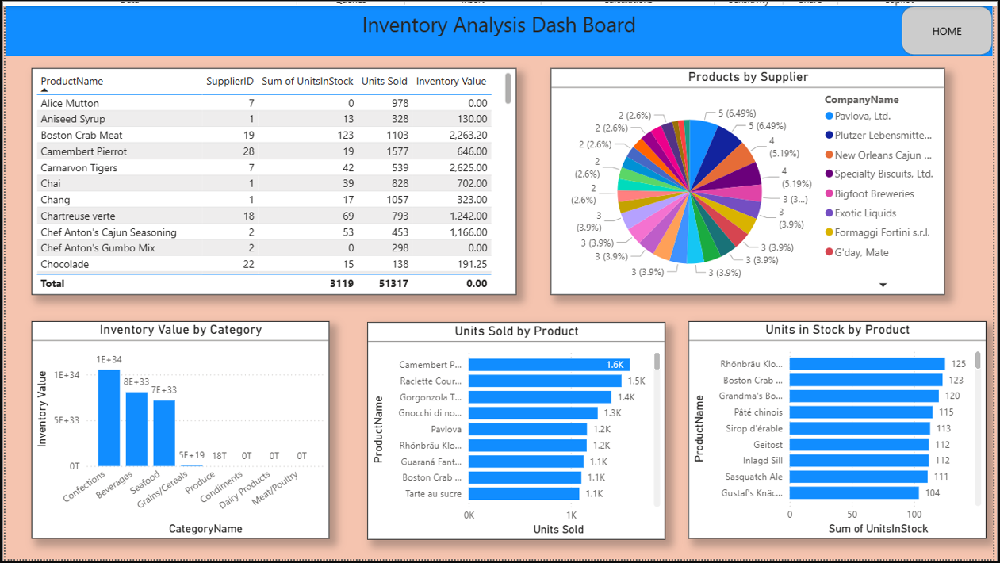 Data Queries Insert Calculations Sensitivity Share Copilot
Inventory Analysis Dash Board
HOME
ProductName SupplierID Sum of UnitsInStock Units Sold Inventory Value
Alice Mutton 7 0 978 0.00
Aniseed Syrup 1 13 328 130.00
Boston Crab Meat 19 123 1103 2,263.20
Camembert Pierrot 28 19 1577 646.00
Carnarvon Tigers 7 42 539 2,625.00
Chai 1 39 828 702.00
Chang 1 17 1057 323.00
Chartreuse verte 18 69 793 1,242.00
Chef Anton's Cajun Seasoning 2 53 453 1,166.00
Chef Anton's Gumbo Mix 2 0 298 0.00
Chocolade 22 15 138 191.25
Total 3119 51317 0.00
Products by Supplier
5 (6.49%)
5 (6.49%)
4
(5.19%)
4
(5.19%)
3 (3...)
3
(3.9%)
3 (3.9%)
3 (3.9%)
3 (3.9%)
3 (3.9%)
3 (3.9%)
3 (3.9%)
3
(3.9%)
2
(2.6%)
2
(2.6%)
2 (2.6%)
2 (2.6%)
2 (2.6%)
CompanyName
Pavlova, Ltd.
Plutzer Lebensmitte...
New Orleans Cajun ...
Specialty Biscuits, Ltd.
Bigfoot Breweries
Exotic Liquids
Formaggi Fortini s.r.l.
G'day, Mate
Inventory Value by Category
Inventory Value
1E+34
5E+33
0T
1E+34
8E+33
7E+33
5E+19
18T
0T
0T
0T
Confections
Beverages
Seafood
Grains/Cereals
Produce
Condiments
Dairy Products
Meat/Poultry
CategoryName
Units Sold by Product
ProductName
Camembert P... 1.6K
Raclette Cour... 1.5K
Gorgonzola T... 1.4K
Gnocchi di no... 1.3K
Pavlova 1.2K
Rhönbräu Klo... 1.2K
Guaraná Fant... 1.1K
Boston Crab ... 1.1K
Tarte au sucre 1.1K
0K 1K
Units Sold
Units in Stock by Product
ProductName
Rhönbräu Klo... 125
Boston Crab ... 123
Grandma's Bo... 120
Pâté chinois 115
Sirop d'érable 113
Geitost 112
Inlagd Sill 112
Sasquatch Ale 111
Gustaf's Knäc... 104
0 50 100
Sum of UnitsInStock